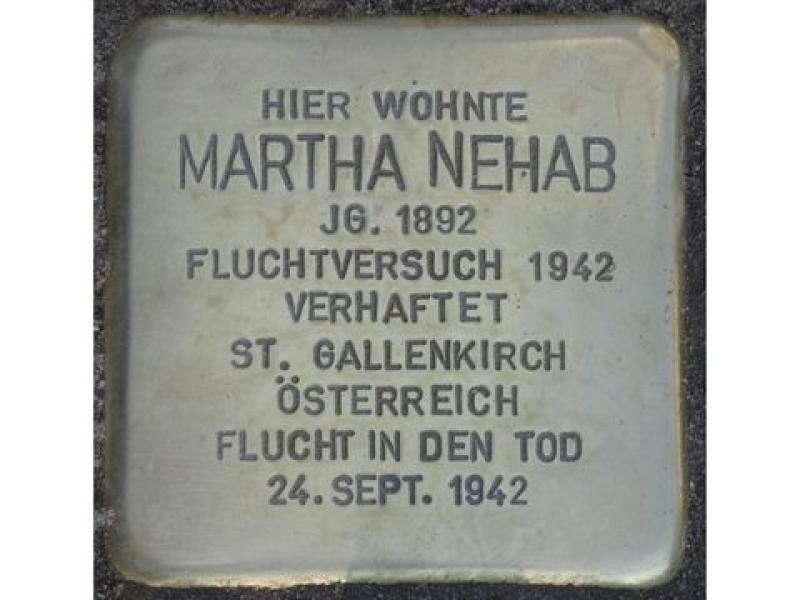 HIER WOHNTE
MARTHA NEHAB
JG. 1892
FLUCHTVERSUCH 1942
VERHAFTET
ST. GALLENKIRCH
ÖSTERREICH
FLUCHT IN DEN TOD
24. SEPT. 1942